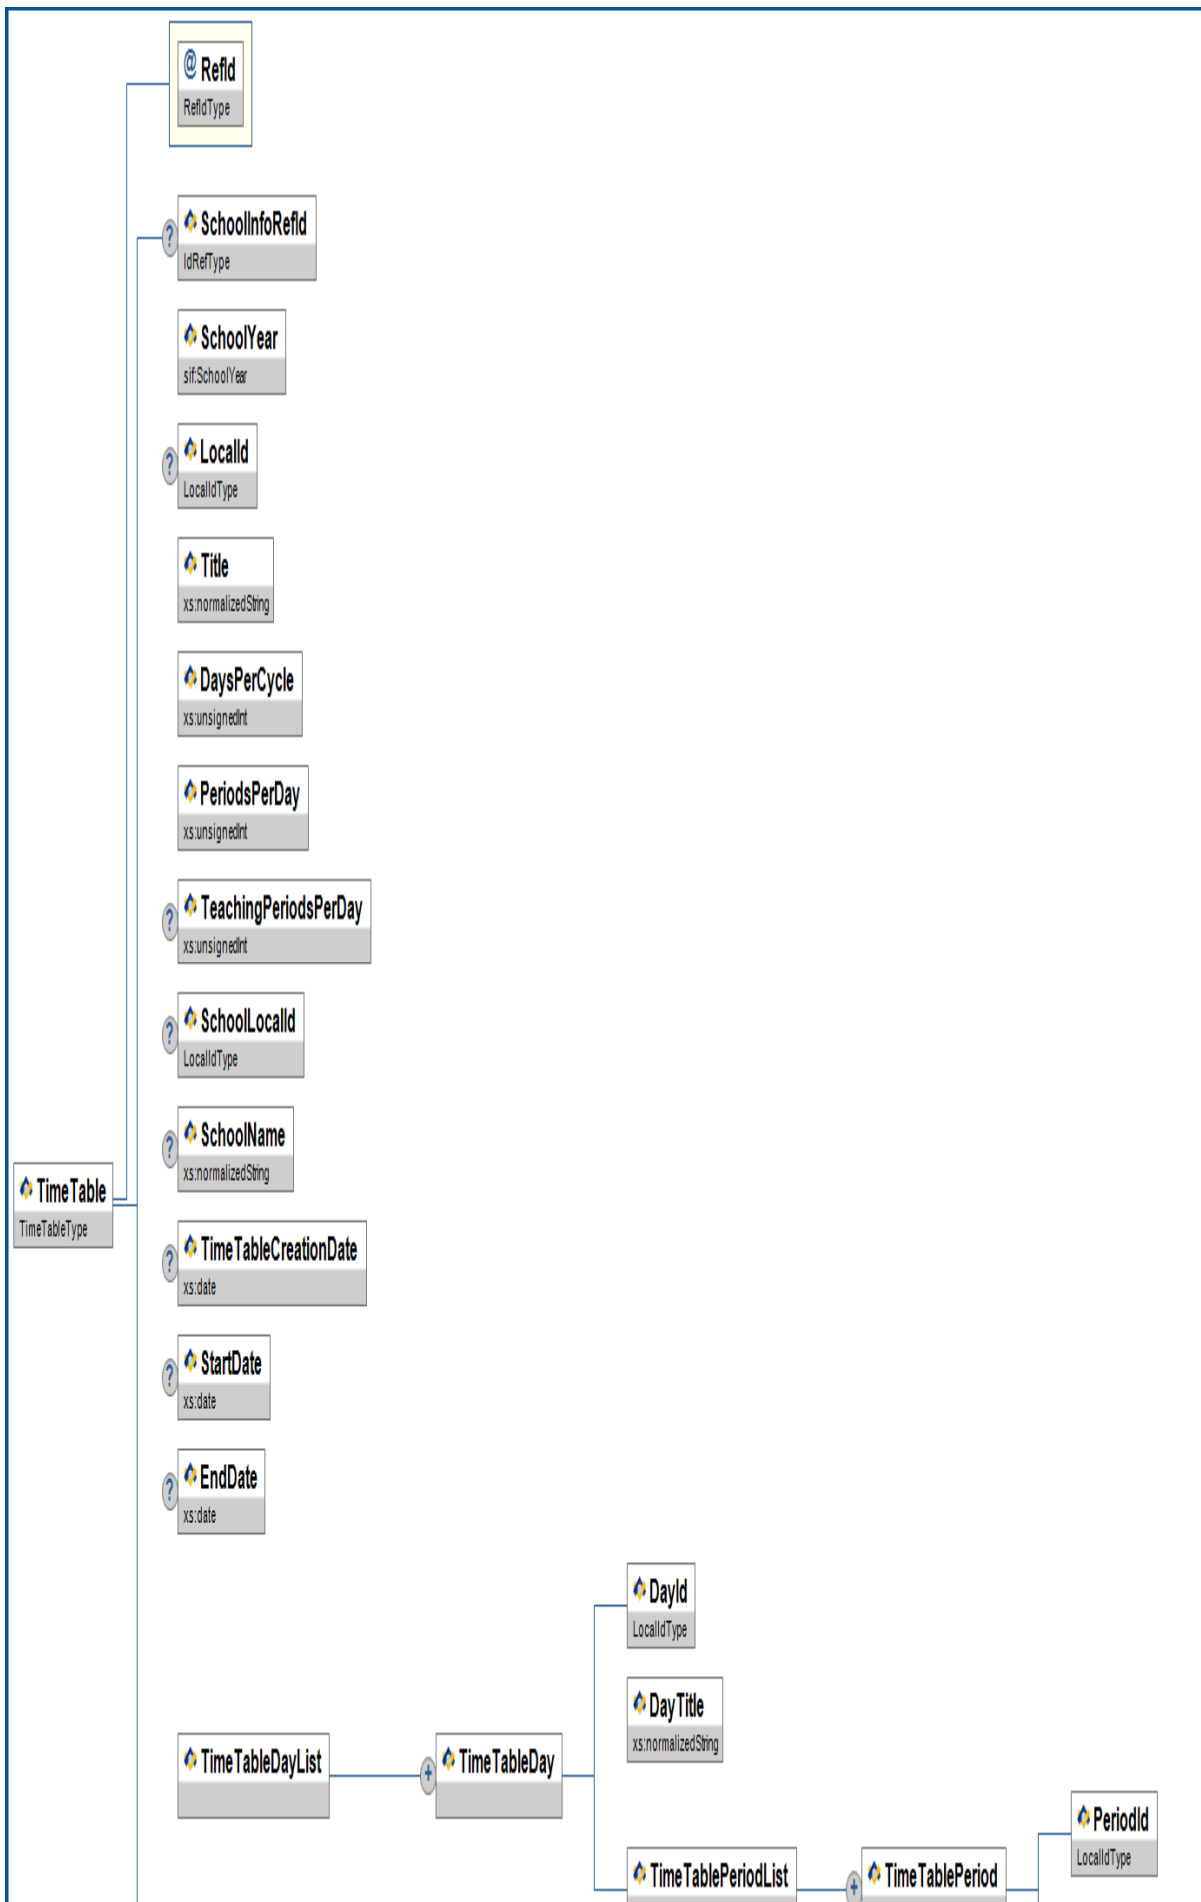 @ RefId
RefIdType
? SchoolInfoRefId
IdRefType
SchoolYear
sif:SchoolYear
? LocalId
LocalIdType
Title
xs:normalizedString
DaysPerCycle
xs:unsignedInt
PeriodsPerDay
xs:unsignedInt
? TeachingPeriodsPerDay
xs:unsignedInt
? SchoolLocalId
LocalIdType
? SchoolName
xs:normalizedString
TimeTable
TimeTableType
? TimeTableCreationDate
xs:date
? StartDate
xs:date
? EndDate
xs:date
DayId
LocalIdType
DayTitle
xs:normalizedString
TimeTableDayList
+ TimeTableDay
PeriodId
LocalIdType
TimeTablePeriodList
+ TimeTablePeriod